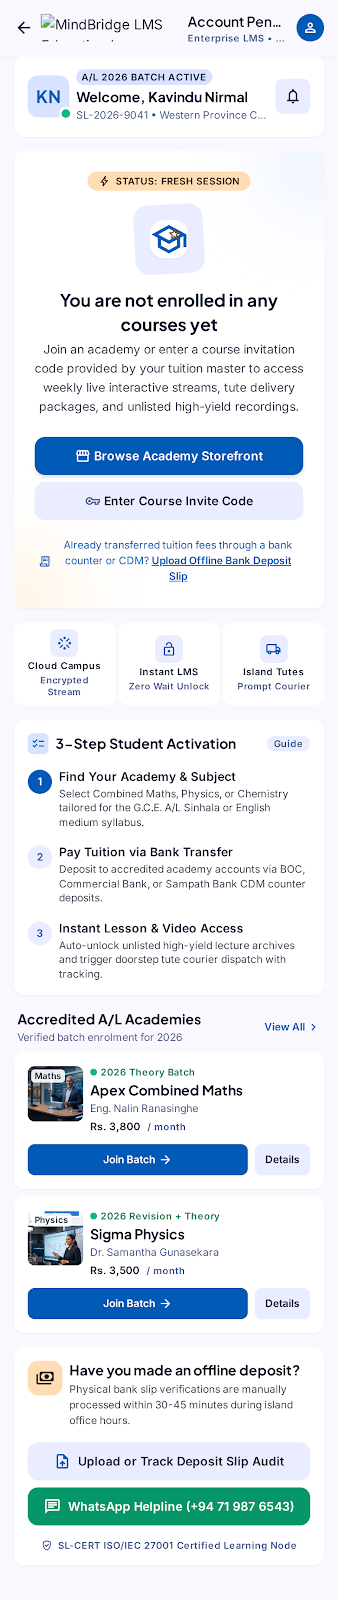 MindBridge LMS
Account Pen...
Enterprise LMS • ...
KN
A/L 2026 BATCH ACTIVE
Welcome, Kavindu Nirmal
SL-2026-9041 • Western Province C...
STATUS: FRESH SESSION
You are not enrolled in any
courses yet
Join an academy or enter a course invitation
code provided by your tuition master to access
weekly live interactive streams, tute delivery
packages, and unlisted high-yield recordings.
Browse Academy Storefront
Enter Course Invite Code
Already transferred tuition fees through a bank
counter or CDM? Upload Offline Bank Deposit
Slip
Cloud Campus
Encrypted
Stream
Instant LMS
Zero Wait Unlock
Island Tutes
Prompt Courier
3-Step Student Activation
Guide
1
Find Your Academy & Subject
Select Combined Maths, Physics, or Chemistry
tailored for the G.C.E. A/L Sinhala or English
medium syllabus.
2
Pay Tuition via Bank Transfer
Deposit to accredited academy accounts via BOC,
Commercial Bank, or Sampath Bank CDM counter
deposits.
3
Instant Lesson & Video Access
Auto-unlock unlisted high-yield lecture archives
and trigger doorstep tute courier dispatch with
tracking.
Accredited A/L Academies
Verified batch enrolment for 2026
View All
Maths
2026 Theory Batch
Apex Combined Maths
Eng. Nalin Ranasinghe
Rs. 3,800 / month
Join Batch
Details
Physics
2026 Revision + Theory
Sigma Physics
Dr. Samantha Gunasekara
Rs. 3,500 / month
Join Batch
Details
Have you made an offline deposit?
Physical bank slip verifications are manually
processed within 30-45 minutes during island
office hours.
Upload or Track Deposit Slip Audit
WhatsApp Helpline (+94 71 987 6543)
SL-CERT ISO/IEC 27001 Certified Learning Node